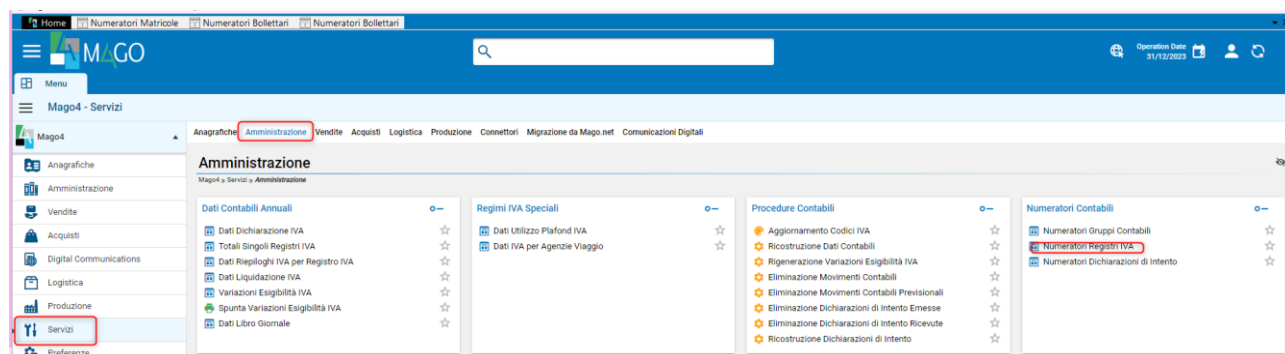 Home Numeratori Matricole Numeratori Bollettari Numeratori Bollettari
MAGO
Operation Date
31/12/2023
Menu
Mago4 - Servizi
Mago4
Anagrafiche Amministrazione Vendite Acquisti Logistica Produzione Connettori Migrazione da Mago.net Comunicazioni Digitali
Anagrafiche
Amministrazione
Vendite
Acquisti
Digital Communications
Logistica
Produzione
Servizi
Preferenze
Amministrazione
Mago4 » Servizi » Amministrazione
Dati Contabili Annuali
Dati Dichiarazione IVA
Totali Singoli Registri IVA
Dati Riepiloghi IVA per Registro IVA
Dati Liquidazione IVA
Variazioni Esigibilità IVA
Spunta Variazioni Esigibilità IVA
Dati Libro Giornale
Regimi IVA Speciali
Dati Utilizzo Plafond IVA
Dati IVA per Agenzie Viaggio
Procedure Contabili
Aggiornamento Codici IVA
Ricostruzione Dati Contabili
Rigenerazione Variazioni Esigibilità IVA
Eliminazione Movimenti Contabili
Eliminazione Movimenti Contabili Previsionali
Eliminazione Dichiarazioni di Intento Emesse
Eliminazione Dichiarazioni di Intento Ricevute
Ricostruzione Dichiarazioni di Intento
Numeratori Contabili
Numeratori Gruppi Contabili
Numeratori Registri IVA
Numeratori Dichiarazioni di Intento